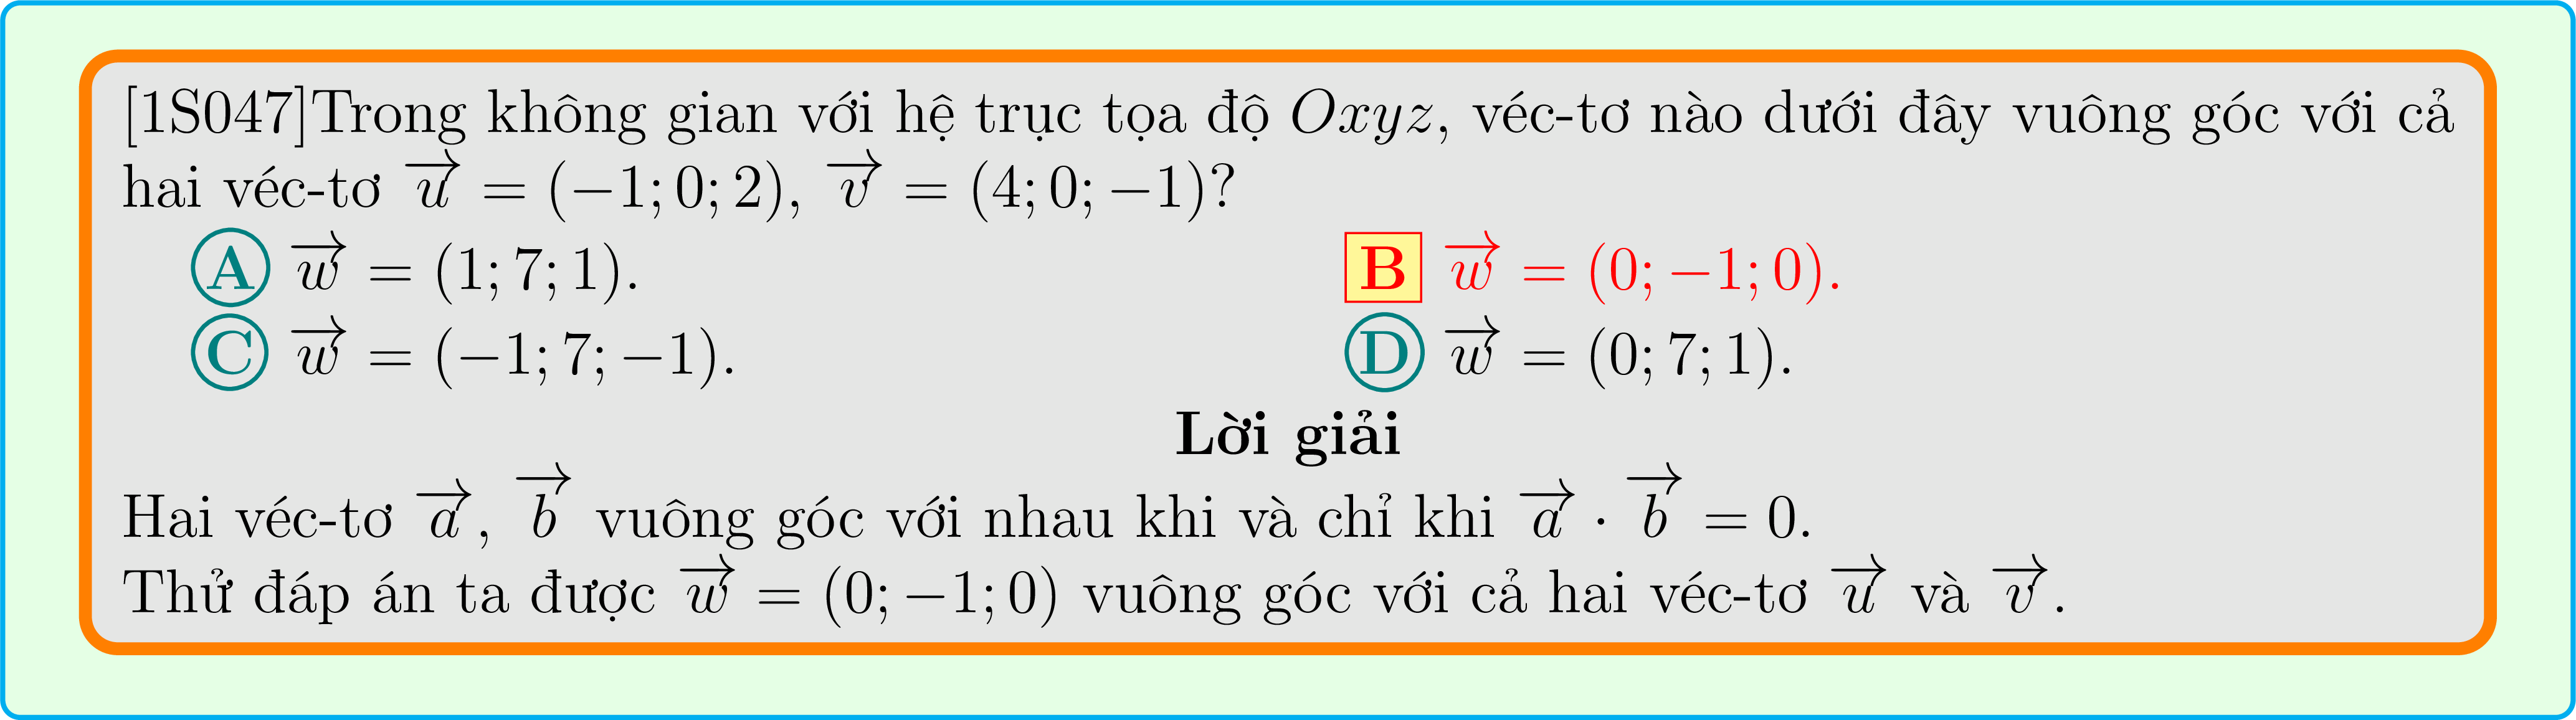 [1S047]Trong không gian với hệ trục tọa độ Oxyz, véc-tơ nào dưới đây vuông góc với cả
hai véc-tơ $\overrightarrow{u} = (-1; 0; 2)$, $\overrightarrow{v} = (4; 0; -1)$?
A $\overrightarrow{w} = (1; 7; 1)$. B $\overrightarrow{w} = (0; -1; 0)$.
C $\overrightarrow{w} = (-1; 7; -1)$. D $\overrightarrow{w} = (0; 7; 1)$.
Lời giải
Hai véc-tơ $\overrightarrow{a}$, $\overrightarrow{b}$ vuông góc với nhau khi và chỉ khi $\overrightarrow{a} \cdot \overrightarrow{b} = 0$.
Thử đáp án ta được $\overrightarrow{w} = (0; -1; 0)$ vuông góc với cả hai véc-tơ $\overrightarrow{u}$ và $\overrightarrow{v}$.